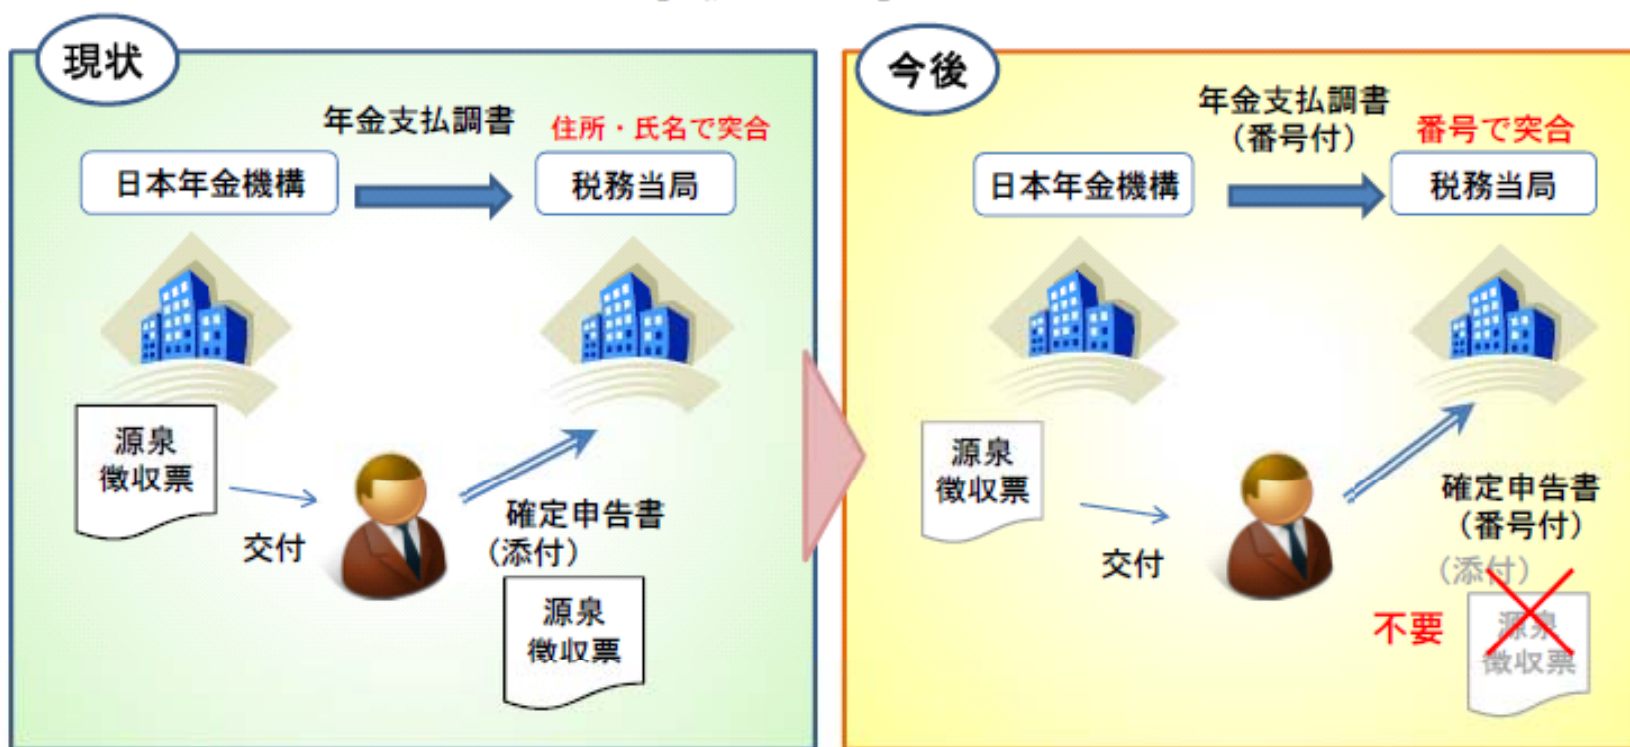 現状
年金支払調書
住所・氏名で突合
日本年金機構
税務当局
源泉
徴収票
交付
確定申告書
（添付）
源泉
徴収票
今後
年金支払調書
（番号付）
番号で突合
日本年金機構
税務当局
源泉
徴収票
交付
確定申告書
（番号付）
（添付）
不要
源泉
徴収票